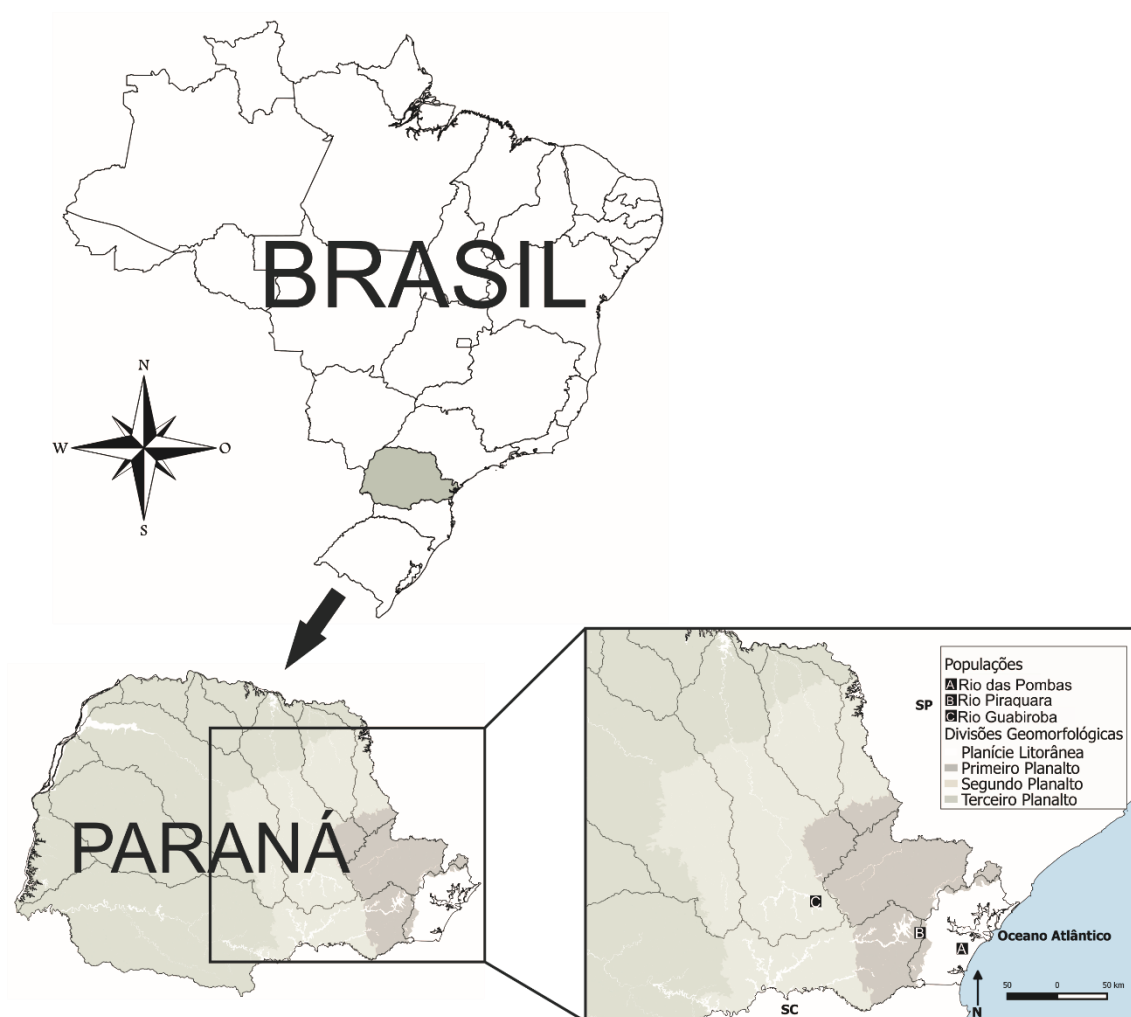 BRASIL
N
W
O
S
PARANÁ
Populações
A Rio das Pombas
B Rio Piraquara
C Rio Guabiroba
Divisões Geomorfológicas
Planície Litorânea
Primeiro Planalto
Segundo Planalto
Terceiro Planalto
SP
C
B
A
Oceano Atlântico
50 0 50 km
N
SC